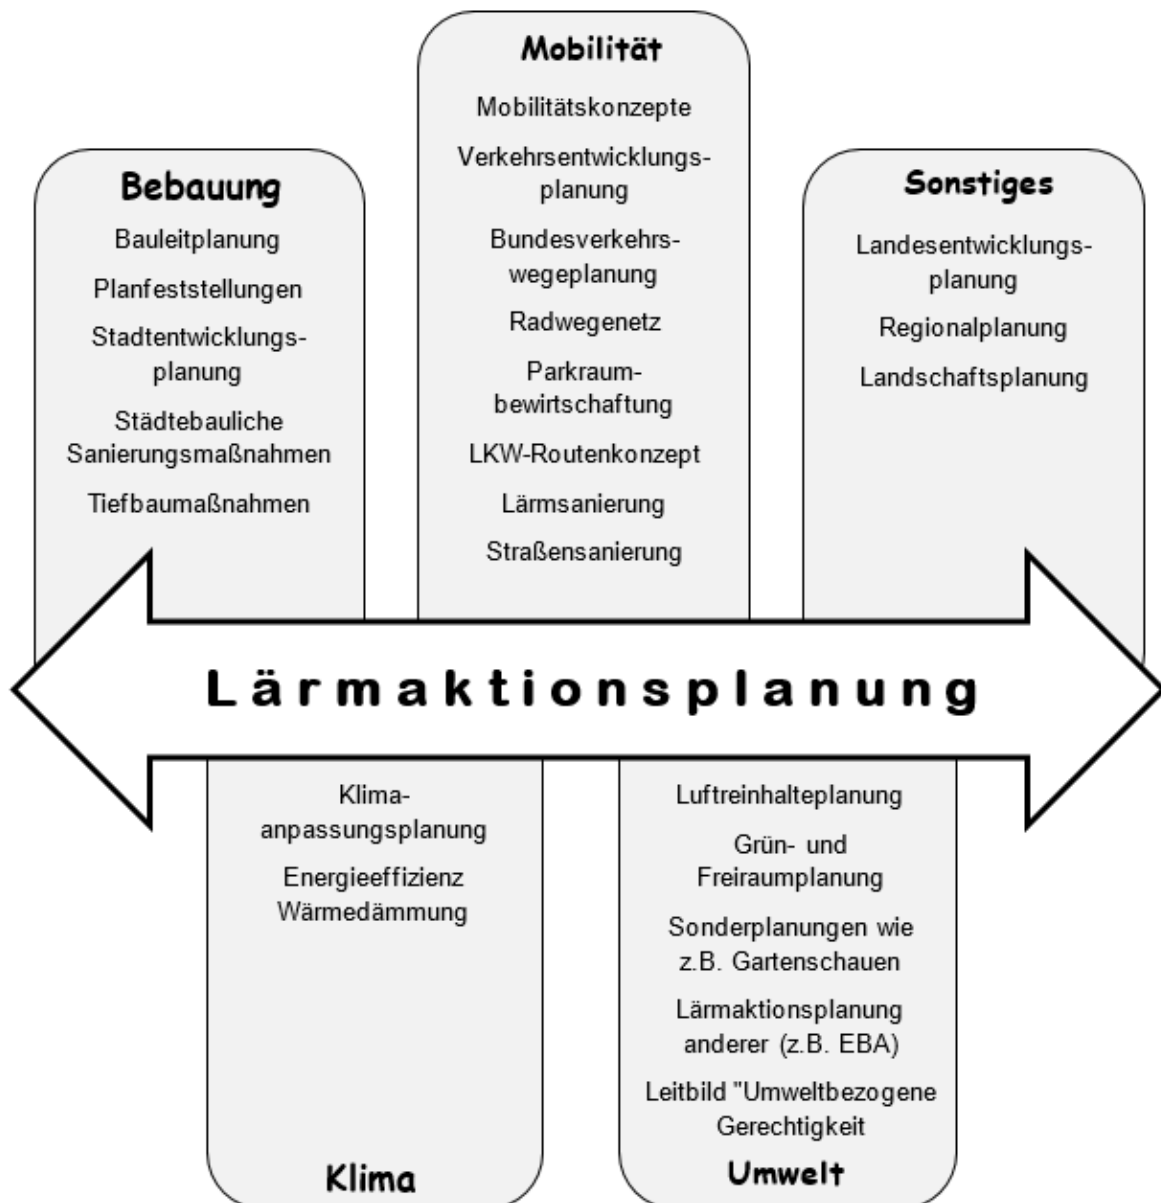 Mobilität
Mobilitätskonzepte
Verkehrsentwicklungs-
planung
Bundesverkehrs-
wegeplanung
Radwegenetz
Parkraum-
bewirtschaftung
LKW-Routenkonzept
Lärmsanierung
Straßensanierung
Bebauung
Bauleitplanung
Planfeststellungen
Stadtentwicklungs-
planung
Städtebauliche
Sanierungsmaßnahmen
Tiefbaumaßnahmen
Sonstiges
Landesentwicklungs-
planung
Regionalplanung
Landschaftsplanung
Lärmaktionsplanung
Klima-
anpassungsplanung
Energieeffizienz
Wärmedämmung
Klima
Luftreinhalteplanung
Grün- und
Freiraumplanung
Sonderplanungen wie
z.B. Gartenschauen
Lärmaktionsplanung
anderer (z.B. EBA)
Leitbild "Umweltbezogene
Gerechtigkeit
Umwelt